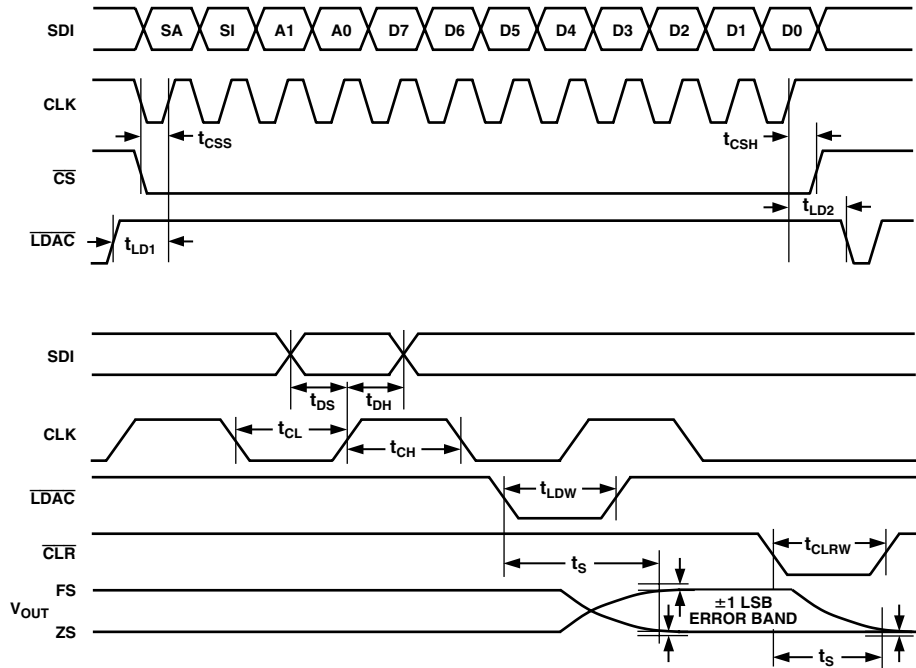 SDI SA SI A1 A0 D7 D6 D5 D4 D3 D2 D1 D0
CLK
tCSS tCSH
CS
tLD2
LDAC tLD1
SDI
tDS tDH
CLK tCL tCH
LDAC tLDW
CLR tCLRW
tS
FS
VOUT ±1 LSB
ERROR BAND
ZS
tS